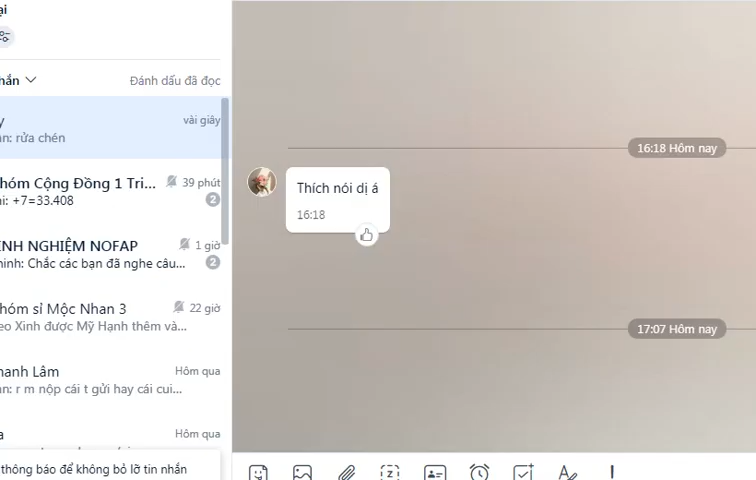 ại
hắn
Đánh dấu đã đọc
y
vài giây
ạn: rửa chén
hóm Cộng Đồng 1 Tri...
39 phút
hi: +7=33.408
2
INH NGHIỆM NOFAP
1 giờ
minh: Chắc các bạn đã nghe câu...
2
hóm sỉ Mộc Nhan 3
22 giờ
eo Xinh được Mỹ Hạnh thêm và...
hanh Lâm
Hôm qua
ạn: r m nộp cái t gửi hay cái cui...
a
Hôm qua
thông báo để không bỏ lỡ tin nhắn
16:18 Hôm nay
Thích nói dị á
16:18
17:07 Hôm nay